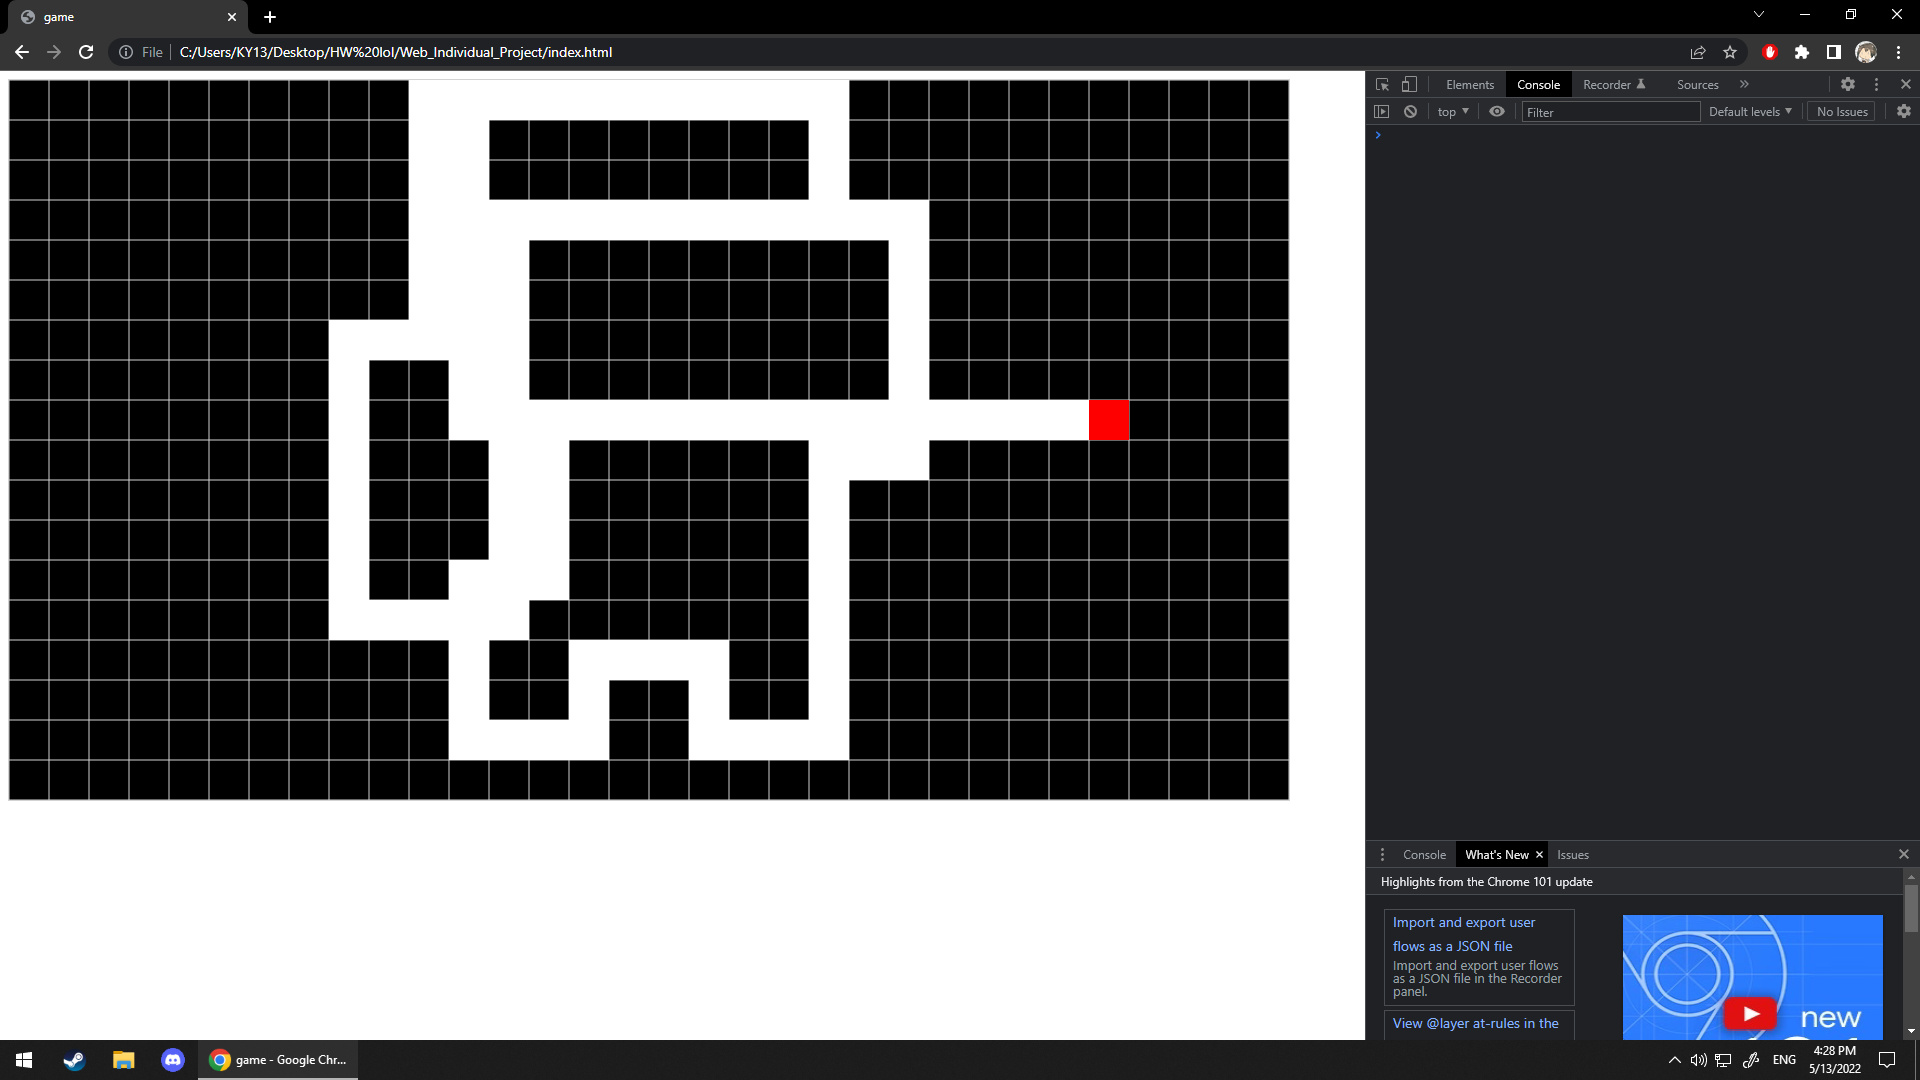 game
File
C:/Users/KY13/Desktop/HW%20lol/Web_Individual_Project/index.html
Elements
Console
Recorder
Sources
top
Filter
Default levels
No Issues
Console
What's New
Issues
Highlights from the Chrome 101 update
Import and export user
flows as a JSON file
Import and export user flows
as a JSON file in the Recorder
panel.
View @layer at-rules in the
new
game - Google Chr...
ENG
4:28 PM
5/13/2022